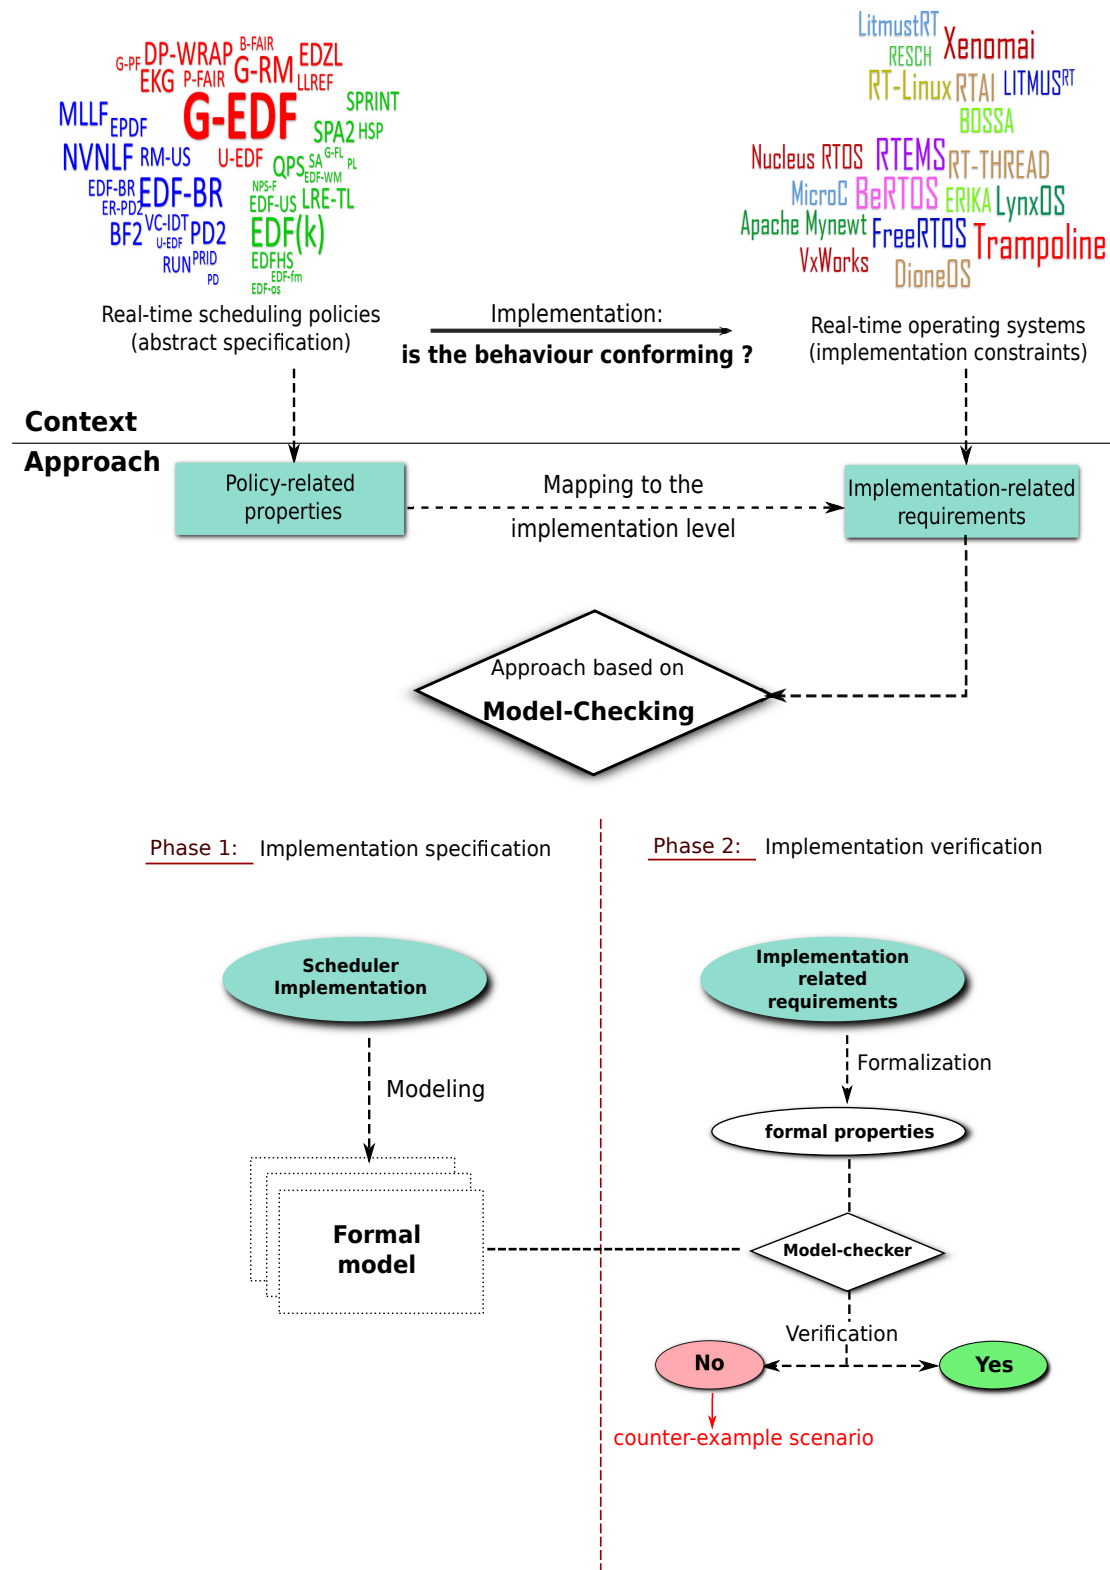 G-PF DP-WRAP B-FAIR EDZL
EKG P-FAIR G-RM LLREF
G-EDF
SPRINT
MLLF EPDF
SPA2 HSP
NVNLF RM-US U-EDF
QPS SA G-FL PL
EDF-WM
EDF-BR EDF-BR
NPS-F
EDF-US LRE-TL
ER-PD2
BF2 VC-IDT PD2
U-EDF
EDF(k)
RUN PRID
PD
EDFHS
EDF-fm
EDF-os
LitmustRT
RESCH Xenomai
RT-Linux RTAI LITMUSRT
BOSSA
Nucleus RTOS RTEMS RT-THREAD
MicroC BeRTOS ERIKA LynxOS
Apache Mynewt FreeRTOS Trampoline
VxWorks
DioneOS
Real-time scheduling policies
(abstract specification)
Implementation:
is the behaviour conforming ?
Real-time operating systems
(implementation constraints)
Context
Approach
Policy-related
properties
Mapping to the
implementation level
Implementation-related
requirements
Approach based on
Model-Checking
Phase 1: Implementation specification
Phase 2: Implementation verification
Scheduler
Implementation
Modeling
Formal
model
Implementation
related
requirements
Formalization
formal properties
Model-checker
Verification
No
Yes
counter-example scenario